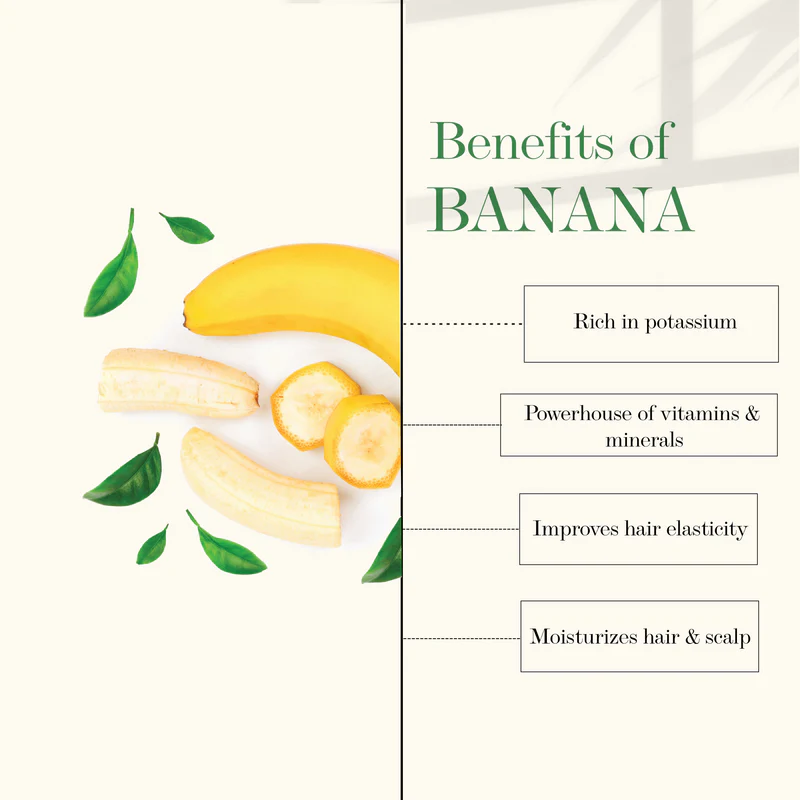 Benefits of
BANANA
Rich in potassium
Powerhouse of vitamins &
minerals
Improves hair elasticity
Moisturizes hair & scalp